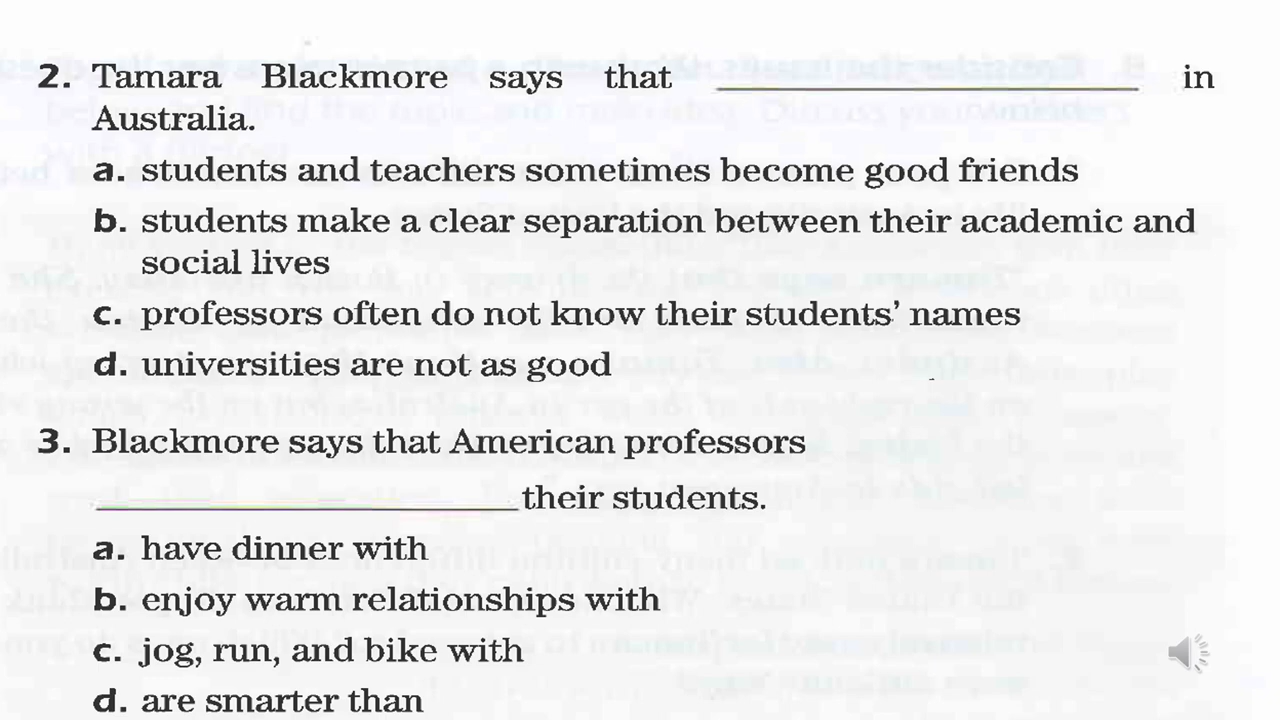 2. Tamara Blackmore says that ____________ in
Australia.
a. students and teachers sometimes become good friends
b. students make a clear separation between their academic and
social lives
c. professors often do not know their students' names
d. universities are not as good
3. Blackmore says that American professors
____________ their students.
a. have dinner with
b. enjoy warm relationships with
c. jog, run, and bike with
d. are smarter than